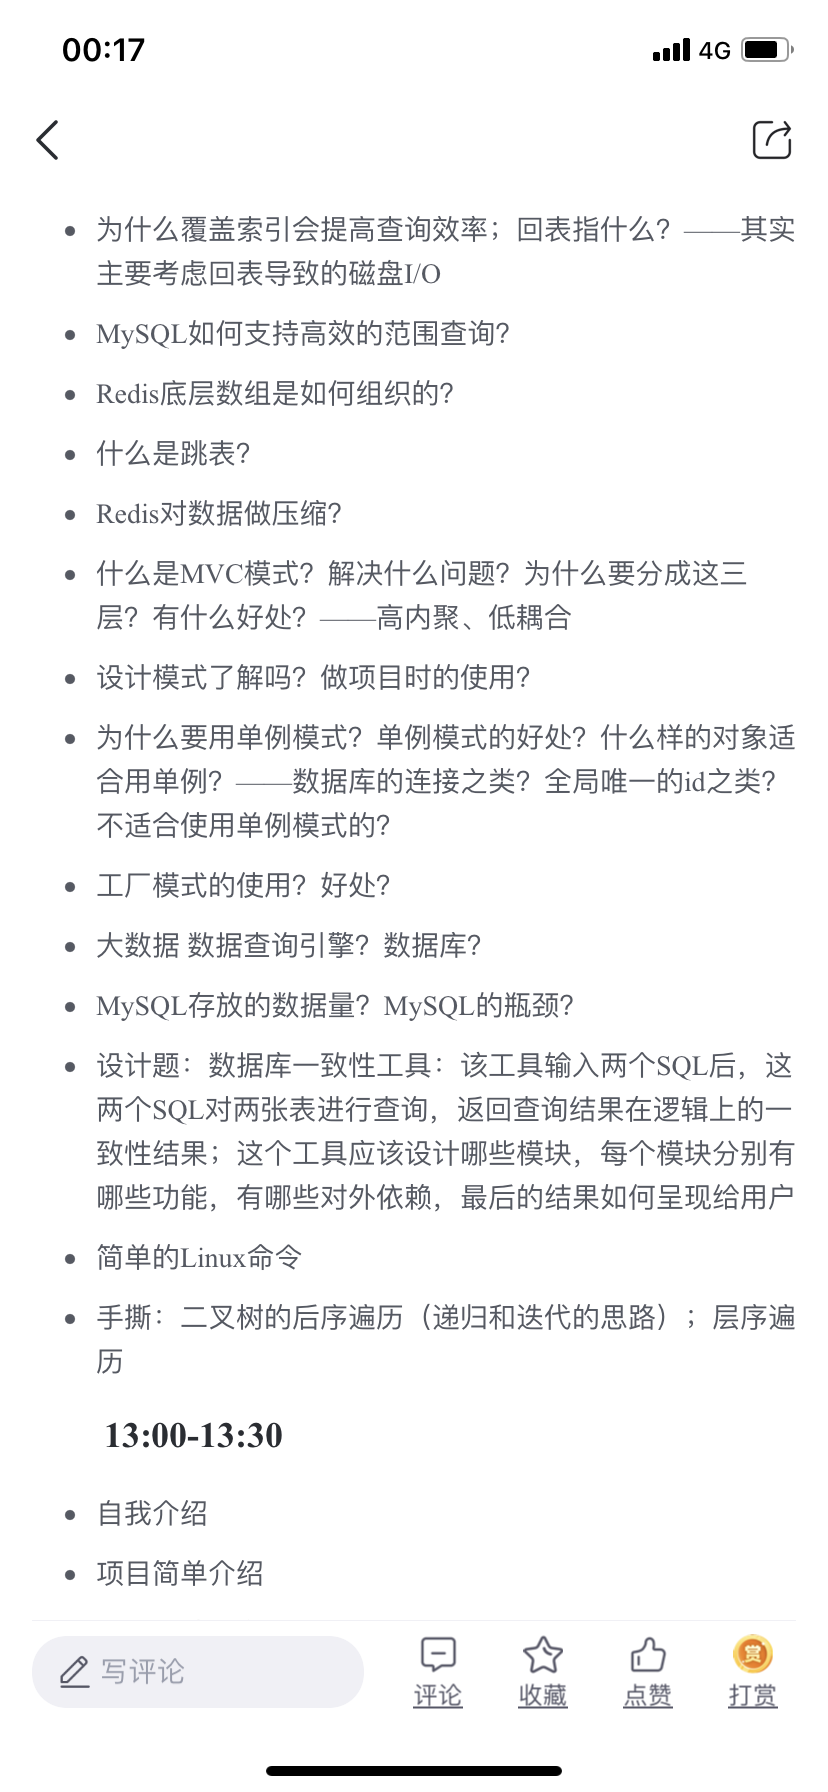 00:17
4G
为什么覆盖索引会提高查询效率；回表指什么？——其实
主要考虑回表导致的磁盘I/O
MySQL如何支持高效的范围查询？
Redis底层数组是如何组织的？
什么是跳表？
Redis对数据做压缩？
什么是MVC模式？解决什么问题？为什么要分成这三
层？有什么好处？——高内聚、低耦合
设计模式了解吗？做项目时的使用？
为什么要用单例模式？单例模式的好处？什么样的对象适
合用单例？——数据库的连接之类？全局唯一的id之类？
不适合使用单例模式的？
工厂模式的使用？好处？
大数据 数据查询引擎？数据库？
MySQL存放的数据量？MySQL的瓶颈？
设计题：数据库一致性工具：该工具输入两个SQL后，这
两个SQL对两张表进行查询，返回查询结果在逻辑上的一
致性结果；这个工具应该设计哪些模块，每个模块分别有
哪些功能，有哪些对外依赖，最后的结果如何呈现给用户
简单的Linux命令
手撕：二叉树的后序遍历（递归和迭代的思路）；层序遍
历
13:00-13:30
自我介绍
项目简单介绍
写评论
评论
收藏
点赞
赏
打赏